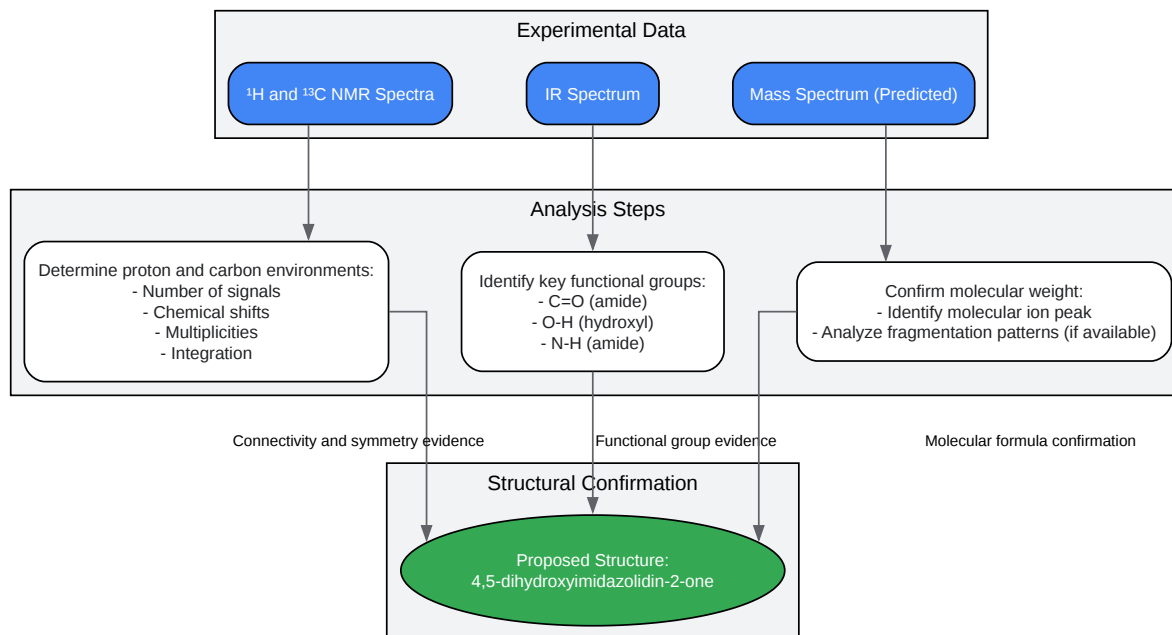 Experimental Data
¹H and ¹³C NMR Spectra
IR Spectrum
Mass Spectrum (Predicted)
Analysis Steps
Determine proton and carbon environments:
- Number of signals
- Chemical shifts
- Multiplicities
- Integration
Identify key functional groups:
- C=O (amide)
- O-H (hydroxyl)
- N-H (amide)
Confirm molecular weight:
- Identify molecular ion peak
- Analyze fragmentation patterns (if available)
Connectivity and symmetry evidence
Functional group evidence
Molecular formula confirmation
Structural Confirmation
Proposed Structure:
4,5-dihydroxyimidazolidin-2-one